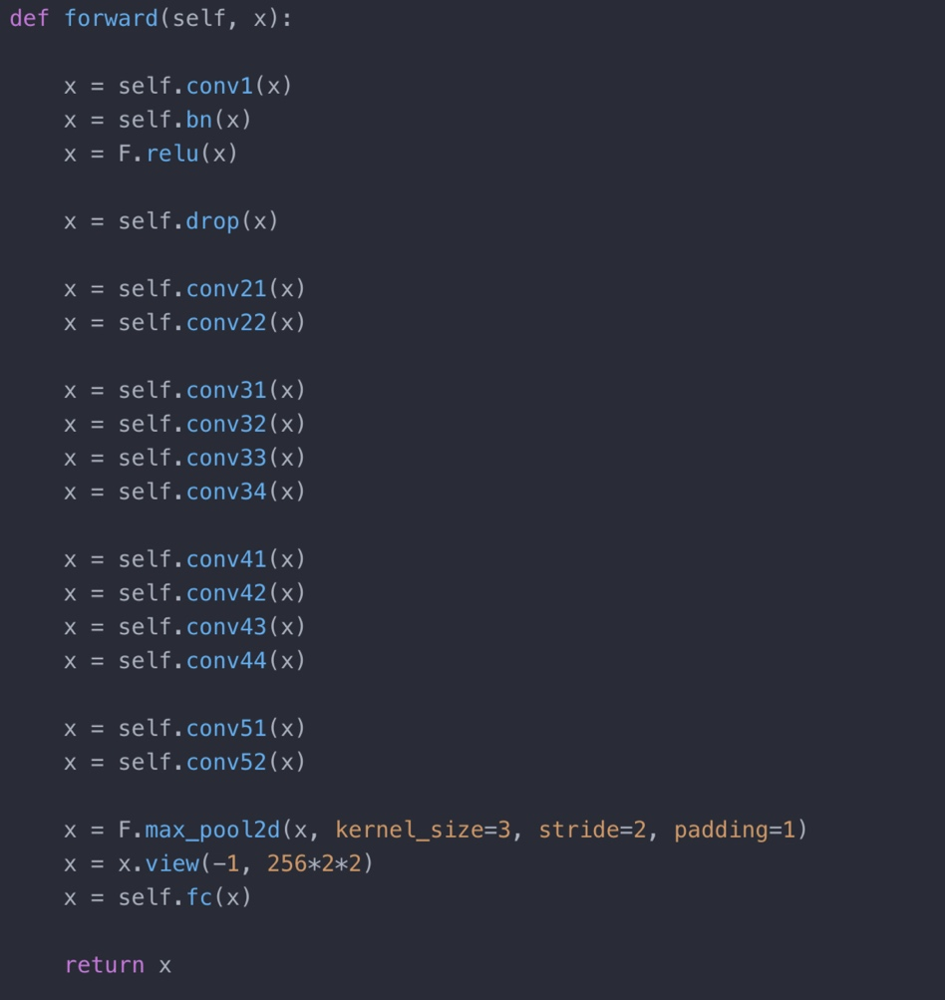 def forward(self, x):
x = self.conv1(x)
x = self.bn(x)
x = F.relu(x)
x = self.drop(x)
x = self.conv21(x)
x = self.conv22(x)
x = self.conv31(x)
x = self.conv32(x)
x = self.conv33(x)
x = self.conv34(x)
x = self.conv41(x)
x = self.conv42(x)
x = self.conv43(x)
x = self.conv44(x)
x = self.conv51(x)
x = self.conv52(x)
x = F.max_pool2d(x, kernel_size=3, stride=2, padding=1)
x = x.view(-1, 256*2*2)
x = self.fc(x)
return x